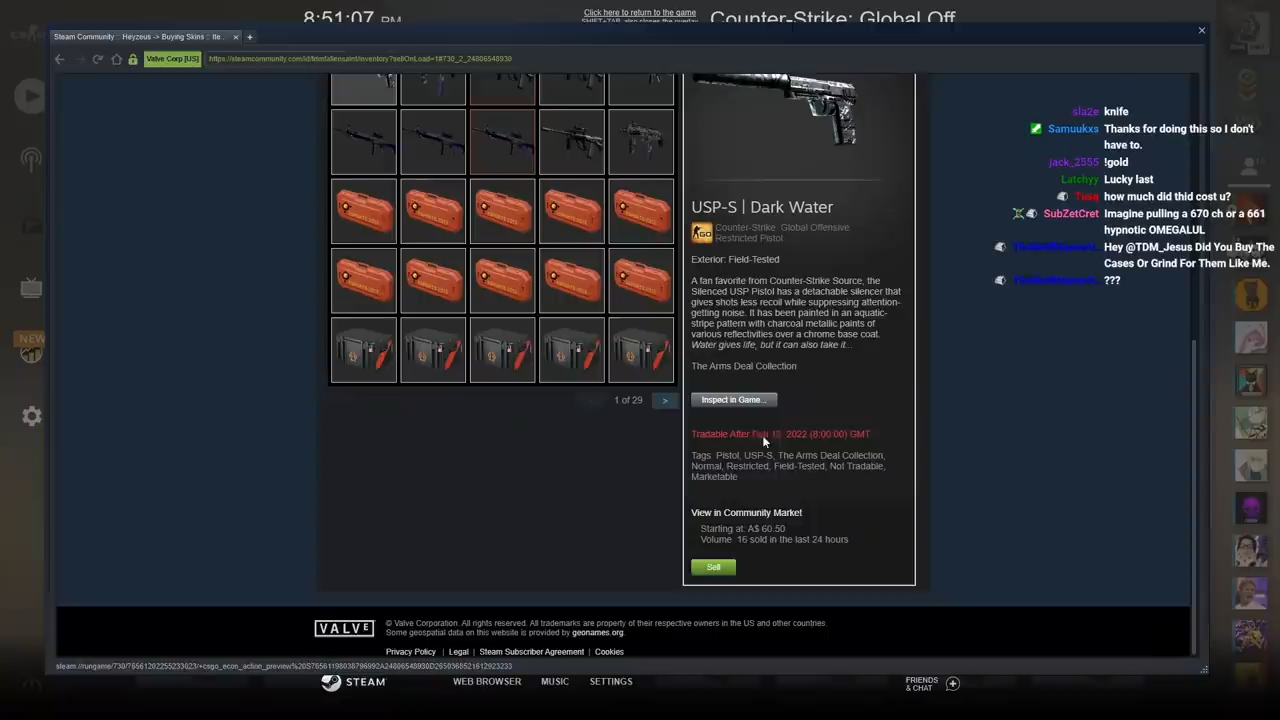 8:51:07 PM
Click here to return to the game
SHIFT+TAB also closes the overlay
Counter-Strike: Global Off
Steam Community :: Heyzeus -> Buying Skins :: Ite...
Valve Corp [US]
USP-S | Dark Water
Counter-Strike: Global Offensive
Restricted Pistol
Exterior: Field-Tested
A fan favorite from Counter-Strike Source, the
Silenced USP Pistol has a detachable silencer that
gives shots less recoil while suppressing attention-
getting noise. It has been painted in an aquatic-
stripe pattern with charcoal metallic paints of
various reflectivities over a chrome base coat.
Water gives life, but it can also take it...
The Arms Deal Collection
Inspect in Game...
Tradable After 2022 (8:00:00) GMT
Tags: Pistol, USP-S, The Arms Deal Collection,
Normal, Restricted, Field-Tested, Not Tradable,
Marketable
View in Community Market
Starting at: A$ 60.50
Volume: 16 sold in the last 24 hours
Sell
1 of 29
>
sla2e knife
Samuukxs Thanks for doing this so I don't
have to.
jack_2555 !gold
Latchyy Lucky last
Tusq how much did thisd cost u?
SubZetCret Imagine pulling a 670 ch or a 661
hypnotic OMEGALUL
Hey @TDM_Jesus Did You Buy The
Cases Or Grind For Them Like Me.
???
NEW
VALVE
© Valve Corporation. All rights reserved. All trademarks are property of their respective owners in the US and other countries.
Some geospatial data on this website is provided by geonames.org.
Privacy Policy | Legal | Steam Subscriber Agreement | Cookies
STEAM
WEB BROWSER
MUSIC
SETTINGS
FRIENDS
& CHAT